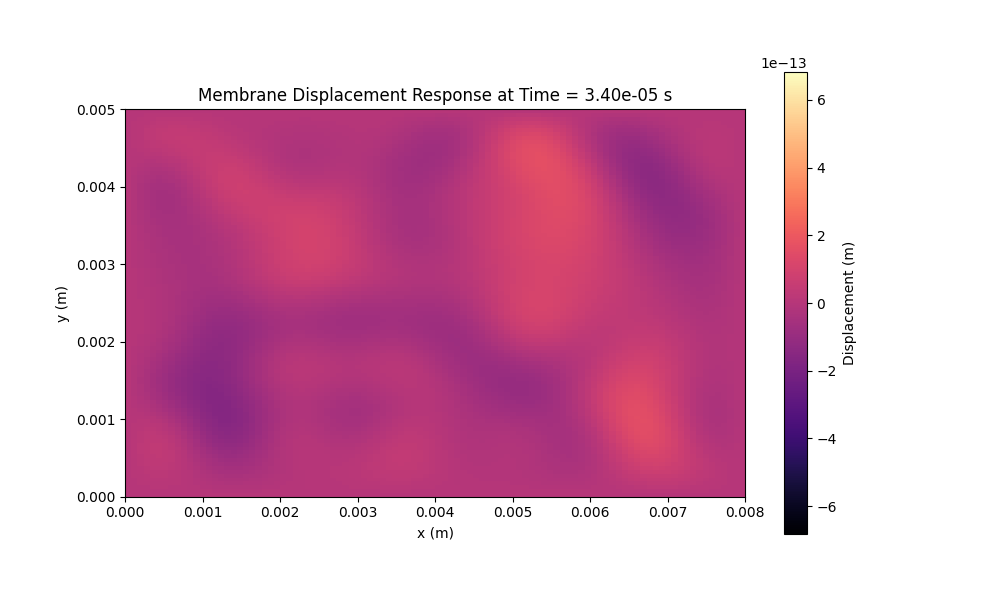 1e−13
Membrane Displacement Response at Time = 3.40e-05 s
0.005
0.004
0.003
0.002
0.001
0.000
y (m)
0.000 0.001 0.002 0.003 0.004 0.005 0.006 0.007 0.008
x (m)
6
4
2
0
−2
−4
−6
Displacement (m)